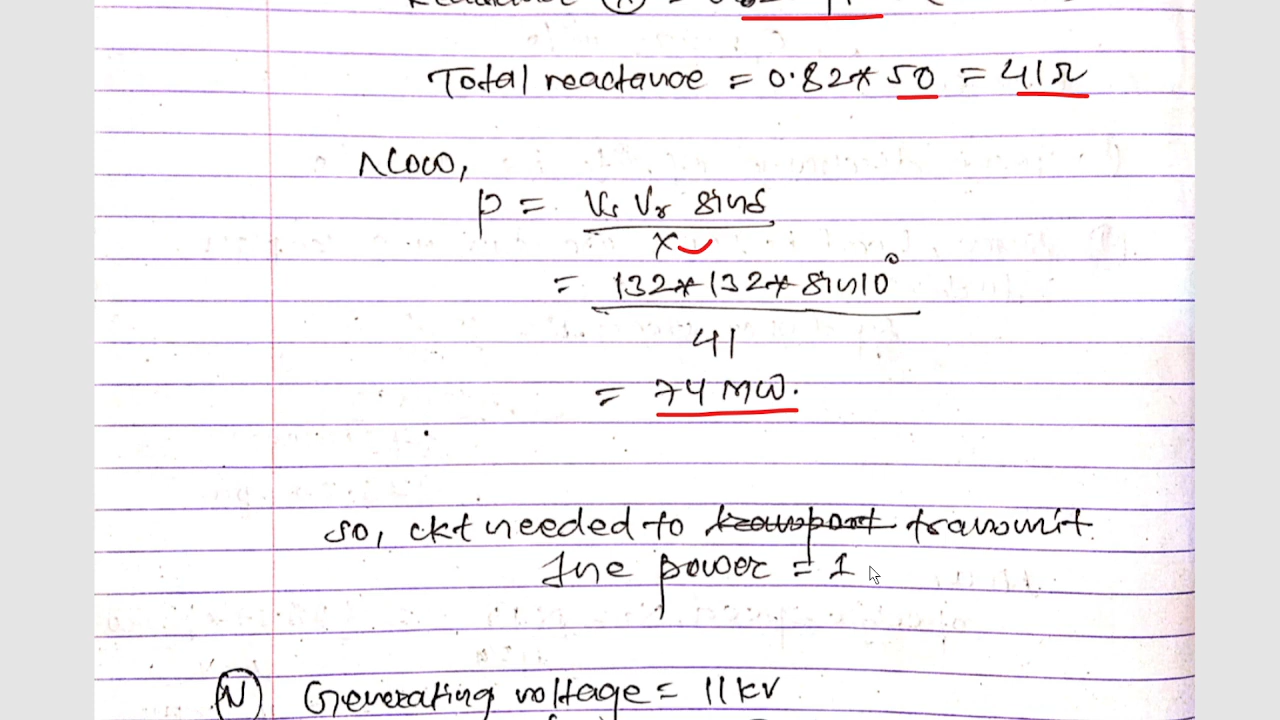 Total reactance = 0.82* 50 = 41Ω
Now,
P = Vs Vr sinδ
X
= 132*132* sin10°
41
= 74 MW.
so, ckt needed to transport transmit
the power = 1
(iv) Generating voltage = 11kv